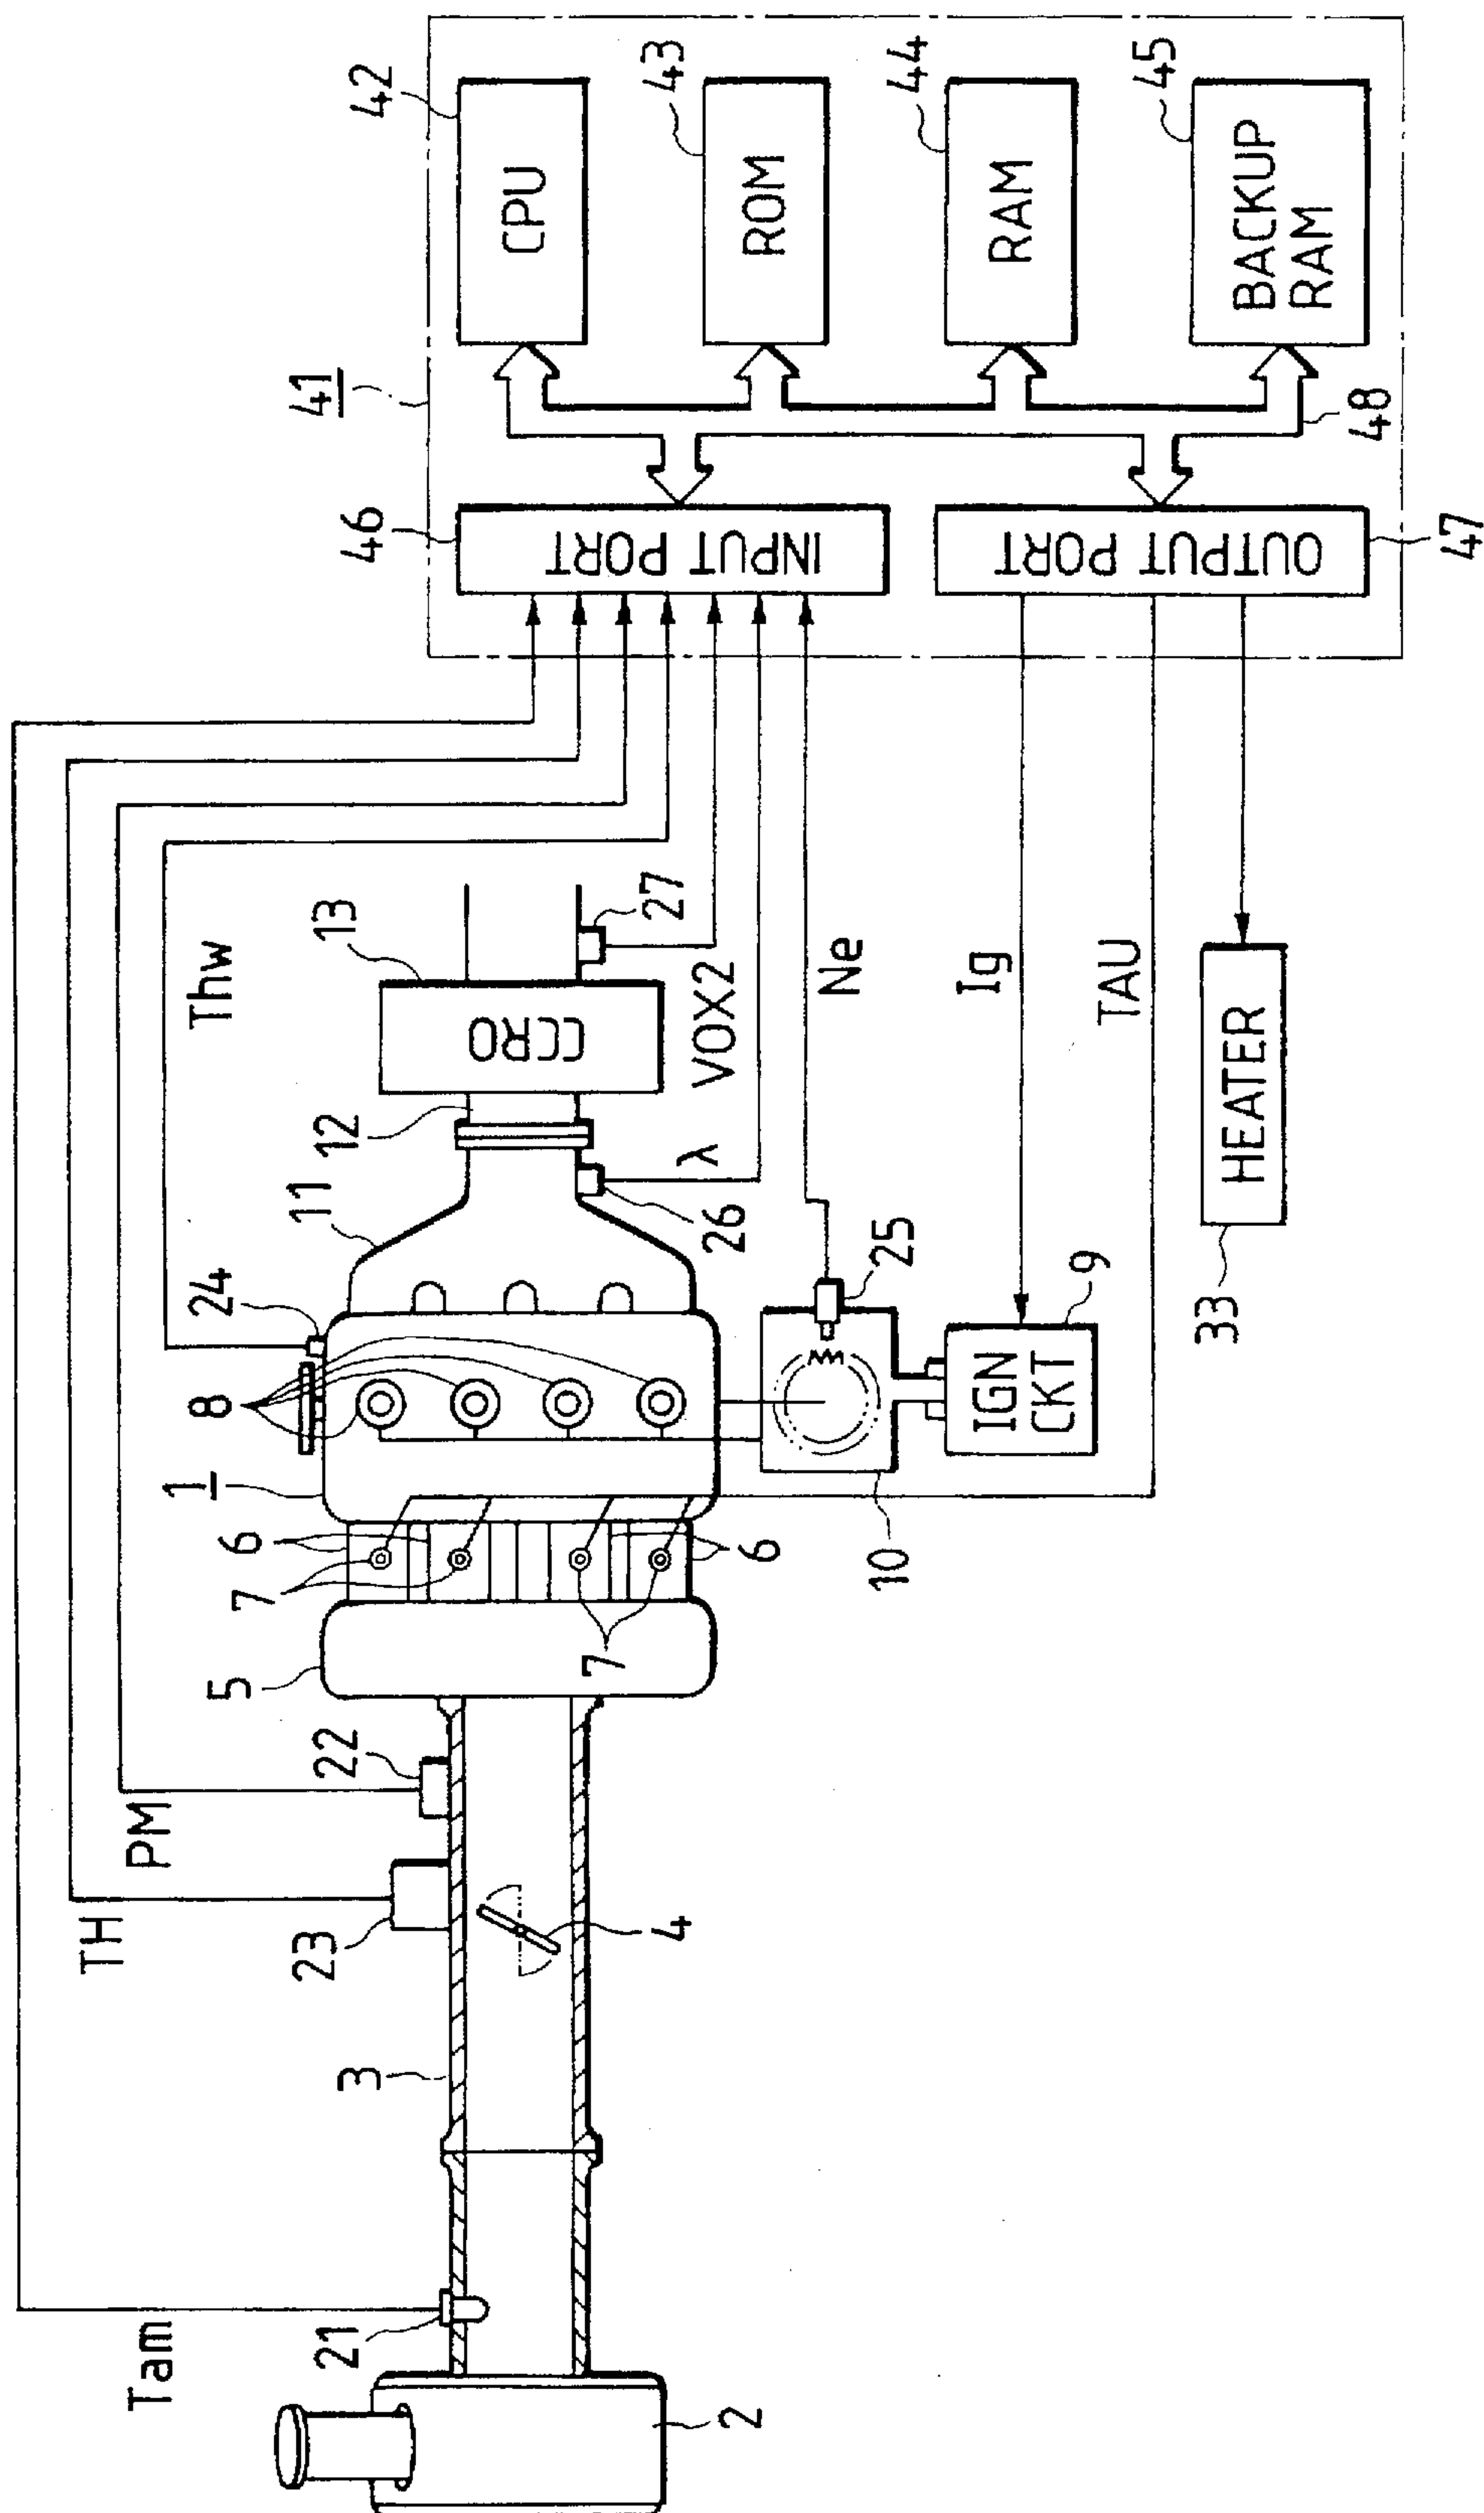 Tam
TH
PM
Thw
21
23
22
5
7
6
1
8
24
11
12
13
3
4
2
7
6
10
26
27
25
9
33
CCRO
λ
VOX2
Ne
Ig
TAU
IGN
CKT
HEATER
41
46
INPUT PORT
OUTPUT PORT
47
48
42
CPU
43
ROM
44
RAM
45
BACKUP
RAM